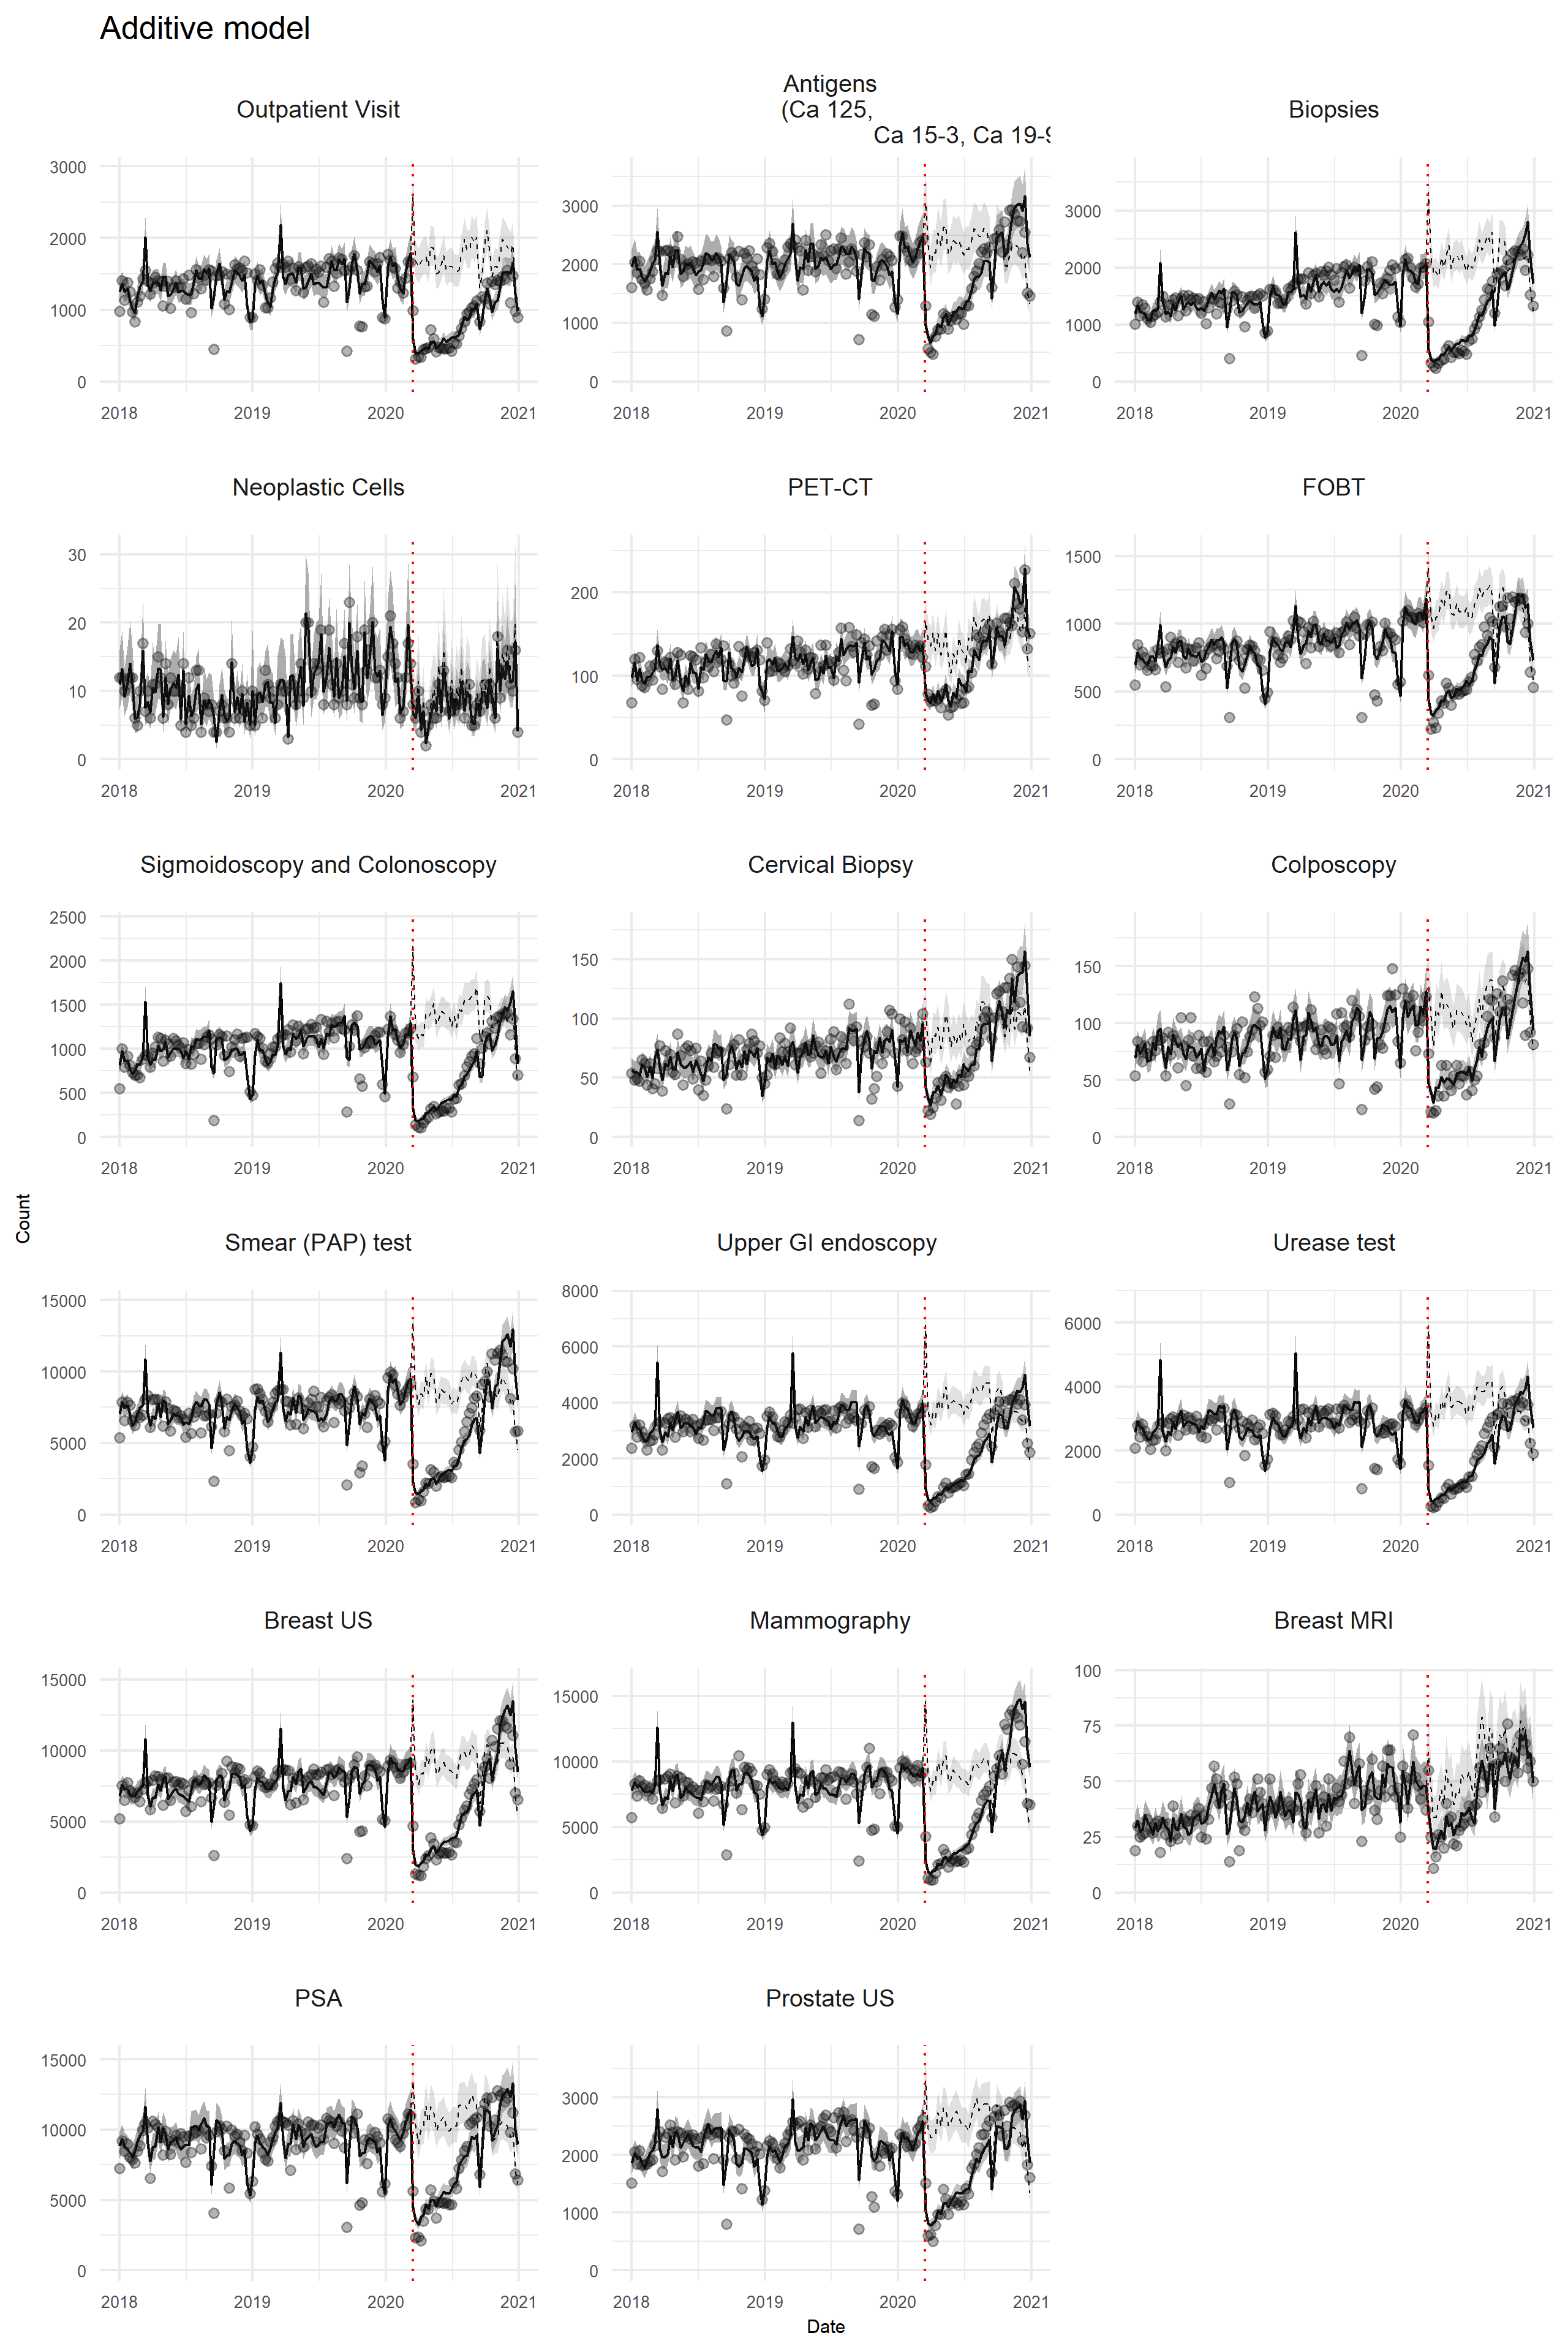 Additive model
Outpatient Visit
Antigens
(Ca 125,
Ca 15-3, Ca 19-9
Biopsies
3000
2000
1000
0
2018 2019 2020 2021
3000
2000
1000
0
2018 2019 2020 2021
3000
2000
1000
0
2018 2019 2020 2021
Neoplastic Cells
PET-CT
FOBT
30
20
10
0
2018 2019 2020 2021
200
100
0
2018 2019 2020 2021
1500
1000
500
0
2018 2019 2020 2021
Sigmoidoscopy and Colonoscopy
Cervical Biopsy
Colposcopy
2500
2000
1500
1000
500
0
2018 2019 2020 2021
150
100
50
0
2018 2019 2020 2021
150
100
50
0
2018 2019 2020 2021
Count
Smear (PAP) test
Upper GI endoscopy
Urease test
15000
10000
5000
0
2018 2019 2020 2021
8000
6000
4000
2000
0
2018 2019 2020 2021
6000
4000
2000
0
2018 2019 2020 2021
Breast US
Mammography
Breast MRI
15000
10000
5000
0
2018 2019 2020 2021
15000
10000
5000
0
2018 2019 2020 2021
100
75
50
25
0
2018 2019 2020 2021
PSA
Prostate US
15000
10000
5000
0
2018 2019 2020 2021
3000
2000
1000
0
2018 2019 2020 2021
Date